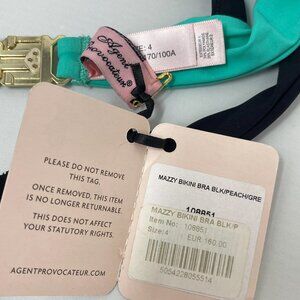 Agent
Provocateur
SIZE: 4
170/100A
PLEASE DO NOT REMOVE
THIS TAG.
ONCE REMOVED, THIS ITEM
IS NO LONGER RETURNABLE.
THIS DOES NOT AFFECT
YOUR STATUTORY RIGHTS.
AGENTPROVOCATEUR.COM
MAZZY BIKINI BRA BLK/PEACH/GRE
108851
MAZZY BIKINI BRA BLK/P
Item No: 108851
Size: 4 EUR 160.00
5054228055514